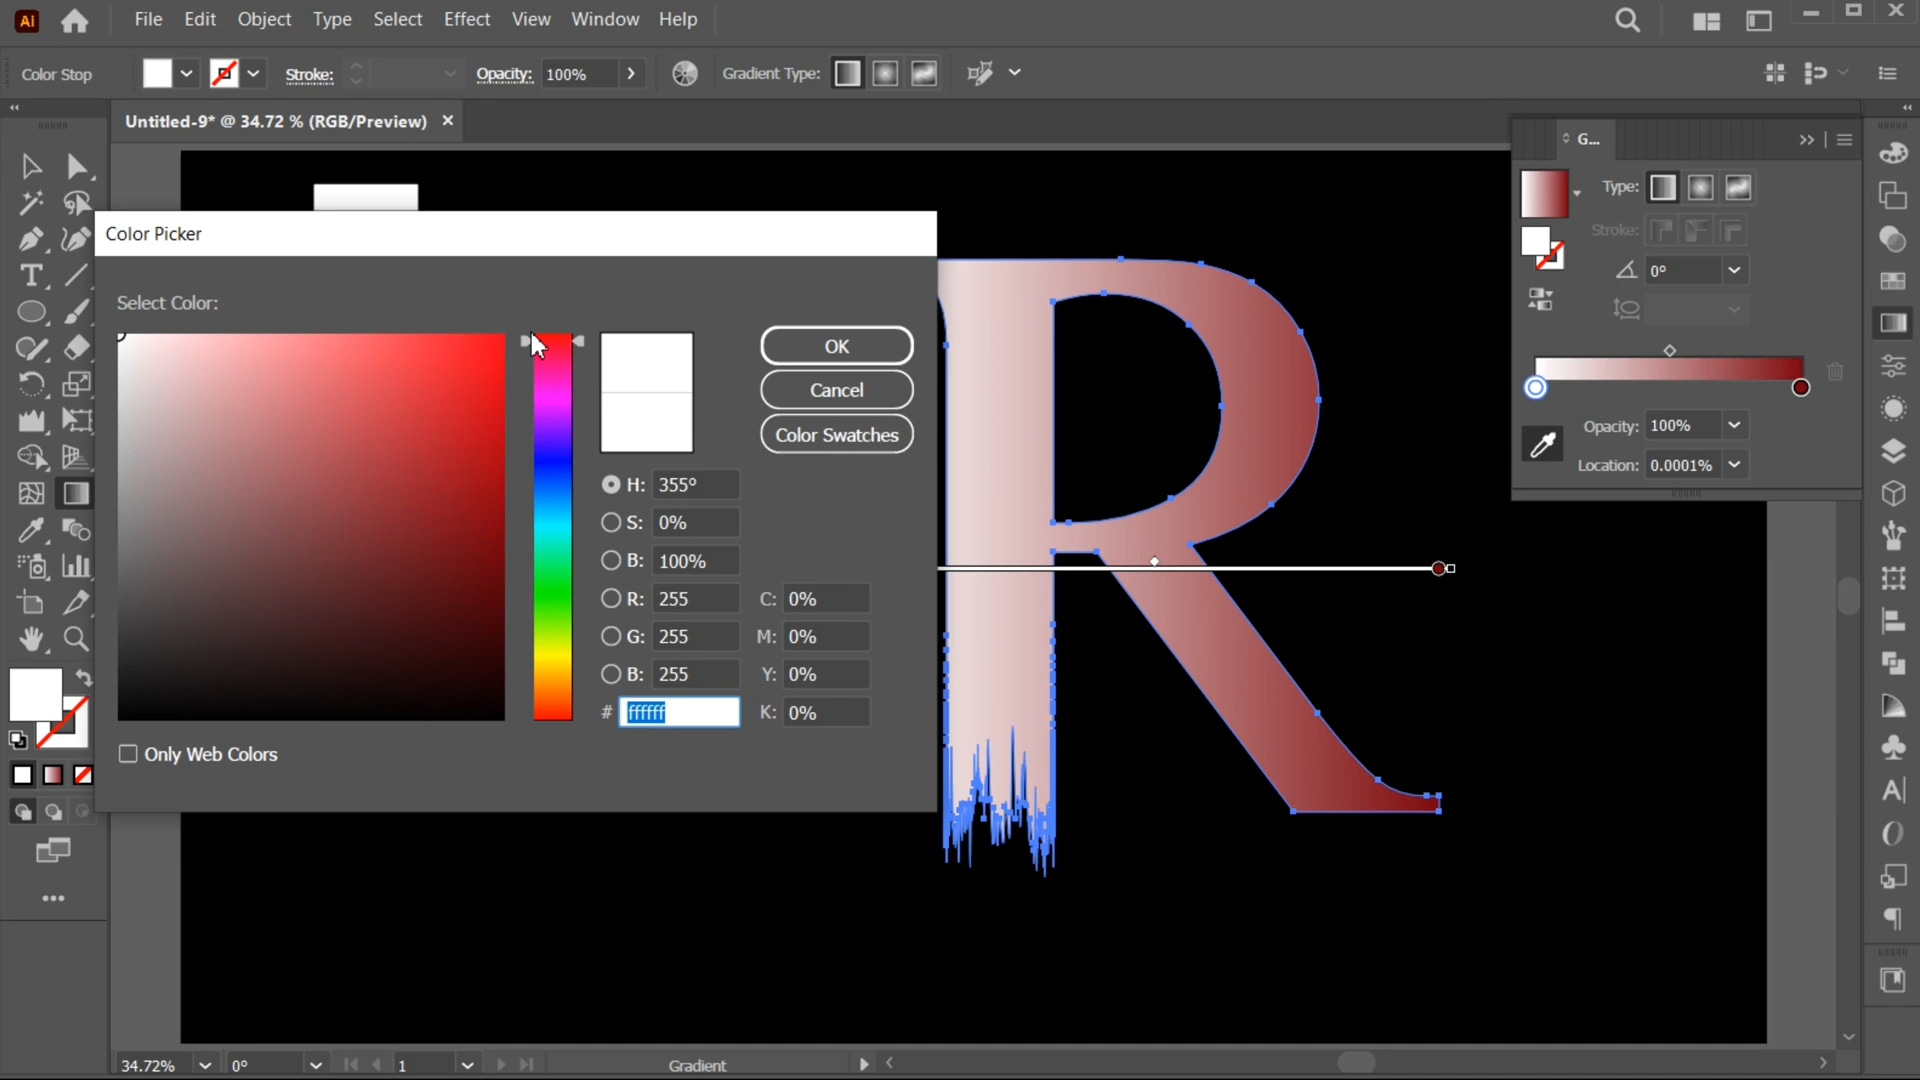 Ai File Edit Object Type Select Effect View Window Help
Color Stop Stroke: Opacity: 100% Gradient Type:
Untitled-9* @ 34.72 % (RGB/Preview) ×
G...
Type:
Stroke:
0°
Opacity: 100%
Location: 0.0001%
Color Picker
Select Color:
OK
Cancel
Color Swatches
H: 355°
S: 0%
B: 100%
R: 255 C: 0%
G: 255 M: 0%
B: 255 Y: 0%
# ffffff K: 0%
Only Web Colors
R
34.72% 0° 1 Gradient